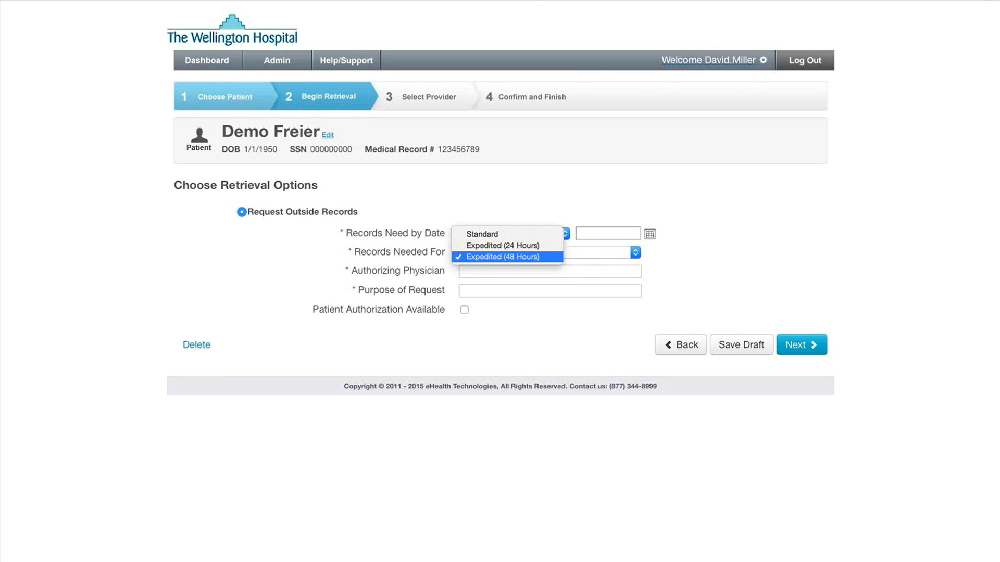 The Wellington Hospital
Dashboard Admin Help/Support Welcome David.Miller Log Out
1 Choose Patient 2 Begin Retrieval 3 Select Provider 4 Confirm and Finish
Demo Freier Edit
Patient DOB 1/1/1950 SSN 000000000 Medical Record # 123456789
Choose Retrieval Options
Request Outside Records
* Records Need by Date
Standard
Expedited (24 Hours)
* Records Needed For
✓ Expedited (48 Hours)
* Authorizing Physician
* Purpose of Request
Patient Authorization Available
Delete Back Save Draft Next
Copyright © 2011 - 2015 eHealth Technologies, All Rights Reserved. Contact us: (877) 344-8999